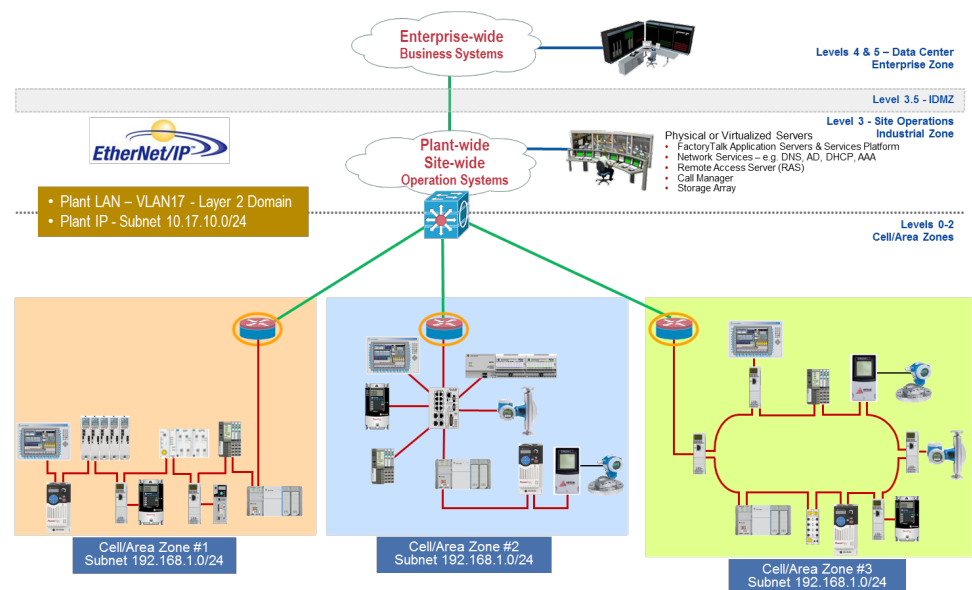 Enterprise-wide
Business Systems
Levels 4 & 5 – Data Center
Enterprise Zone
Level 3.5 - IDMZ
Level 3 - Site Operations
Industrial Zone
EtherNet/IP™
Plant-wide
Site-wide
Operation Systems
Physical or Virtualized Servers
• FactoryTalk Application Servers & Services Platform
• Network Services – e.g. DNS, AD, DHCP, AAA
• Remote Access Server (RAS)
• Call Manager
• Storage Array
• Plant LAN – VLAN17 - Layer 2 Domain
• Plant IP - Subnet 10.17.10.0/24
Levels 0-2
Cell/Area Zones
Cell/Area Zone #1
Subnet 192.168.1.0/24
Cell/Area Zone #2
Subnet 192.168.1.0/24
Cell/Area Zone #3
Subnet 192.168.1.0/24